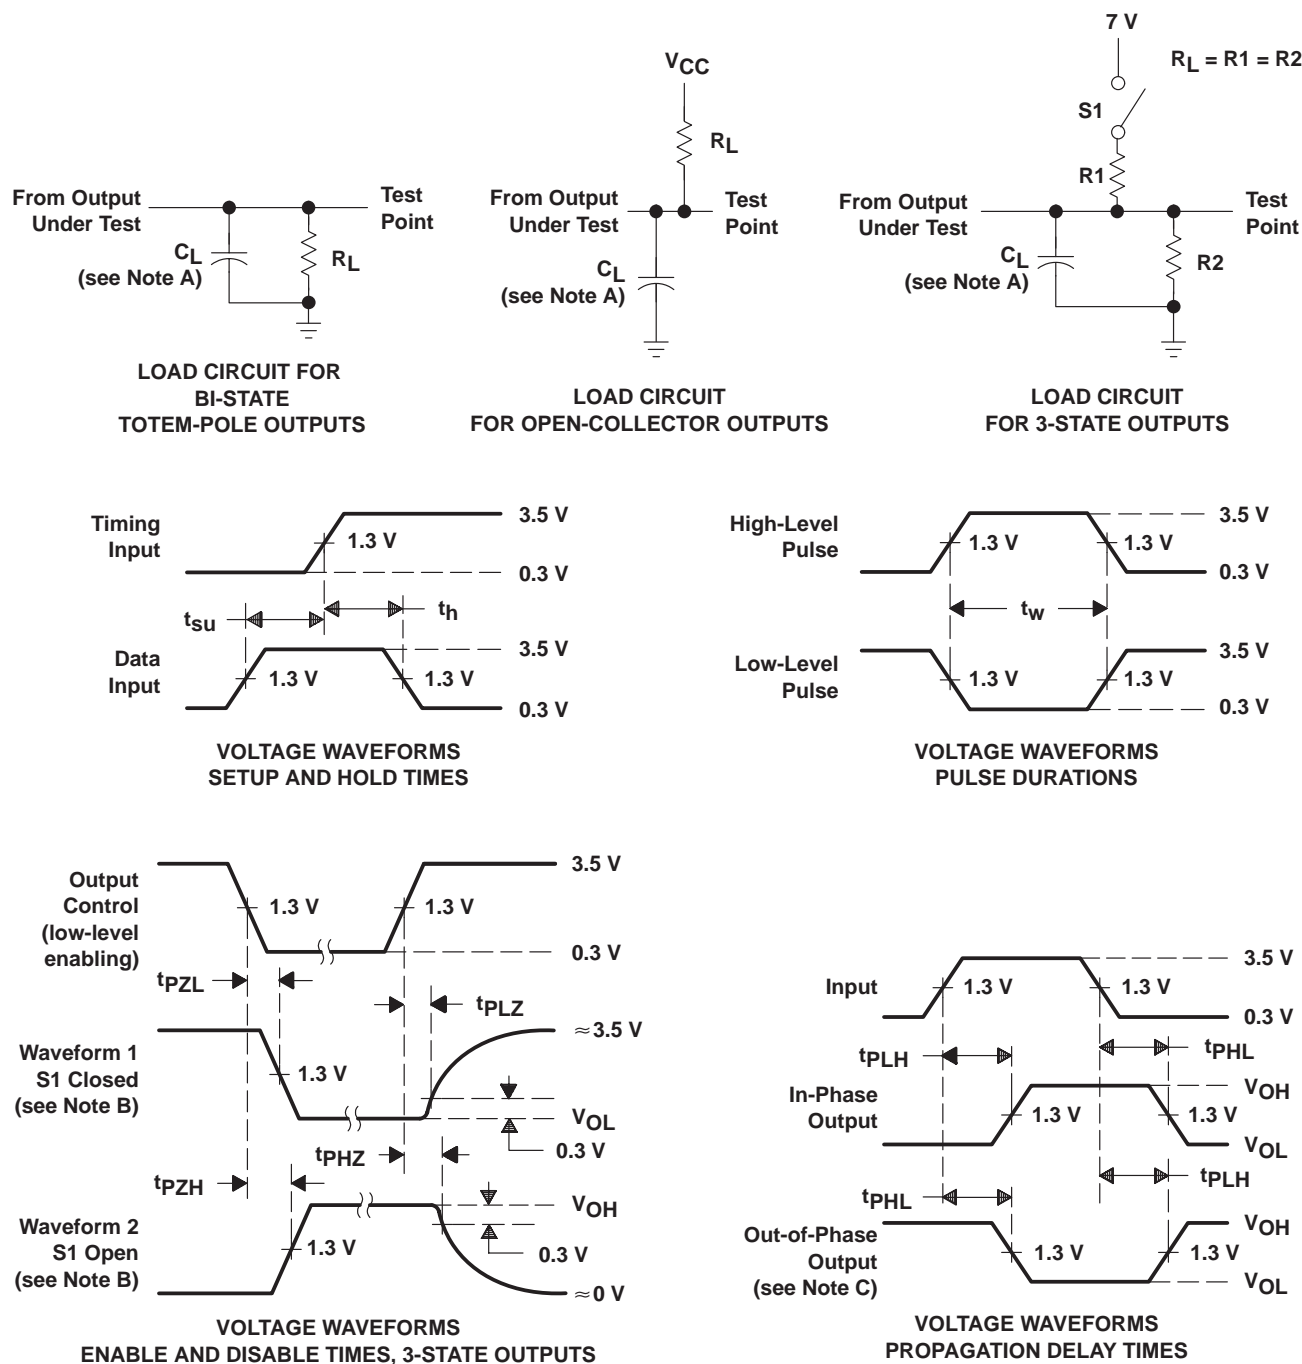 7 V
RL = R1 = R2
S1
R1
From Output
Under Test
Test
Point
CL
(see Note A)
R2
LOAD CIRCUIT
FOR 3-STATE OUTPUTS
VCC
RL
From Output
Under Test
Test
Point
CL
(see Note A)
LOAD CIRCUIT
FOR OPEN-COLLECTOR OUTPUTS
From Output
Under Test
Test
Point
CL
(see Note A)
RL
LOAD CIRCUIT FOR
BI-STATE
TOTEM-POLE OUTPUTS
Timing
Input
1.3 V
3.5 V
0.3 V
tsu
th
Data
Input
1.3 V
1.3 V
3.5 V
0.3 V
VOLTAGE WAVEFORMS
SETUP AND HOLD TIMES
High-Level
Pulse
1.3 V
1.3 V
3.5 V
0.3 V
tw
Low-Level
Pulse
1.3 V
1.3 V
3.5 V
0.3 V
VOLTAGE WAVEFORMS
PULSE DURATIONS
Output
Control
(low-level
enabling)
1.3 V
1.3 V
3.5 V
0.3 V
tPZL
tPLZ
Waveform 1
S1 Closed
(see Note B)
1.3 V
≈3.5 V
VOL
0.3 V
tPHZ
tPZH
Waveform 2
S1 Open
(see Note B)
1.3 V
VOH
0.3 V
≈0 V
VOLTAGE WAVEFORMS
ENABLE AND DISABLE TIMES, 3-STATE OUTPUTS
Input
1.3 V
1.3 V
3.5 V
0.3 V
tPLH
tPHL
In-Phase
Output
1.3 V
1.3 V
VOH
VOL
tPHL
tPLH
Out-of-Phase
Output
(see Note C)
1.3 V
1.3 V
VOH
VOL
VOLTAGE WAVEFORMS
PROPAGATION DELAY TIMES